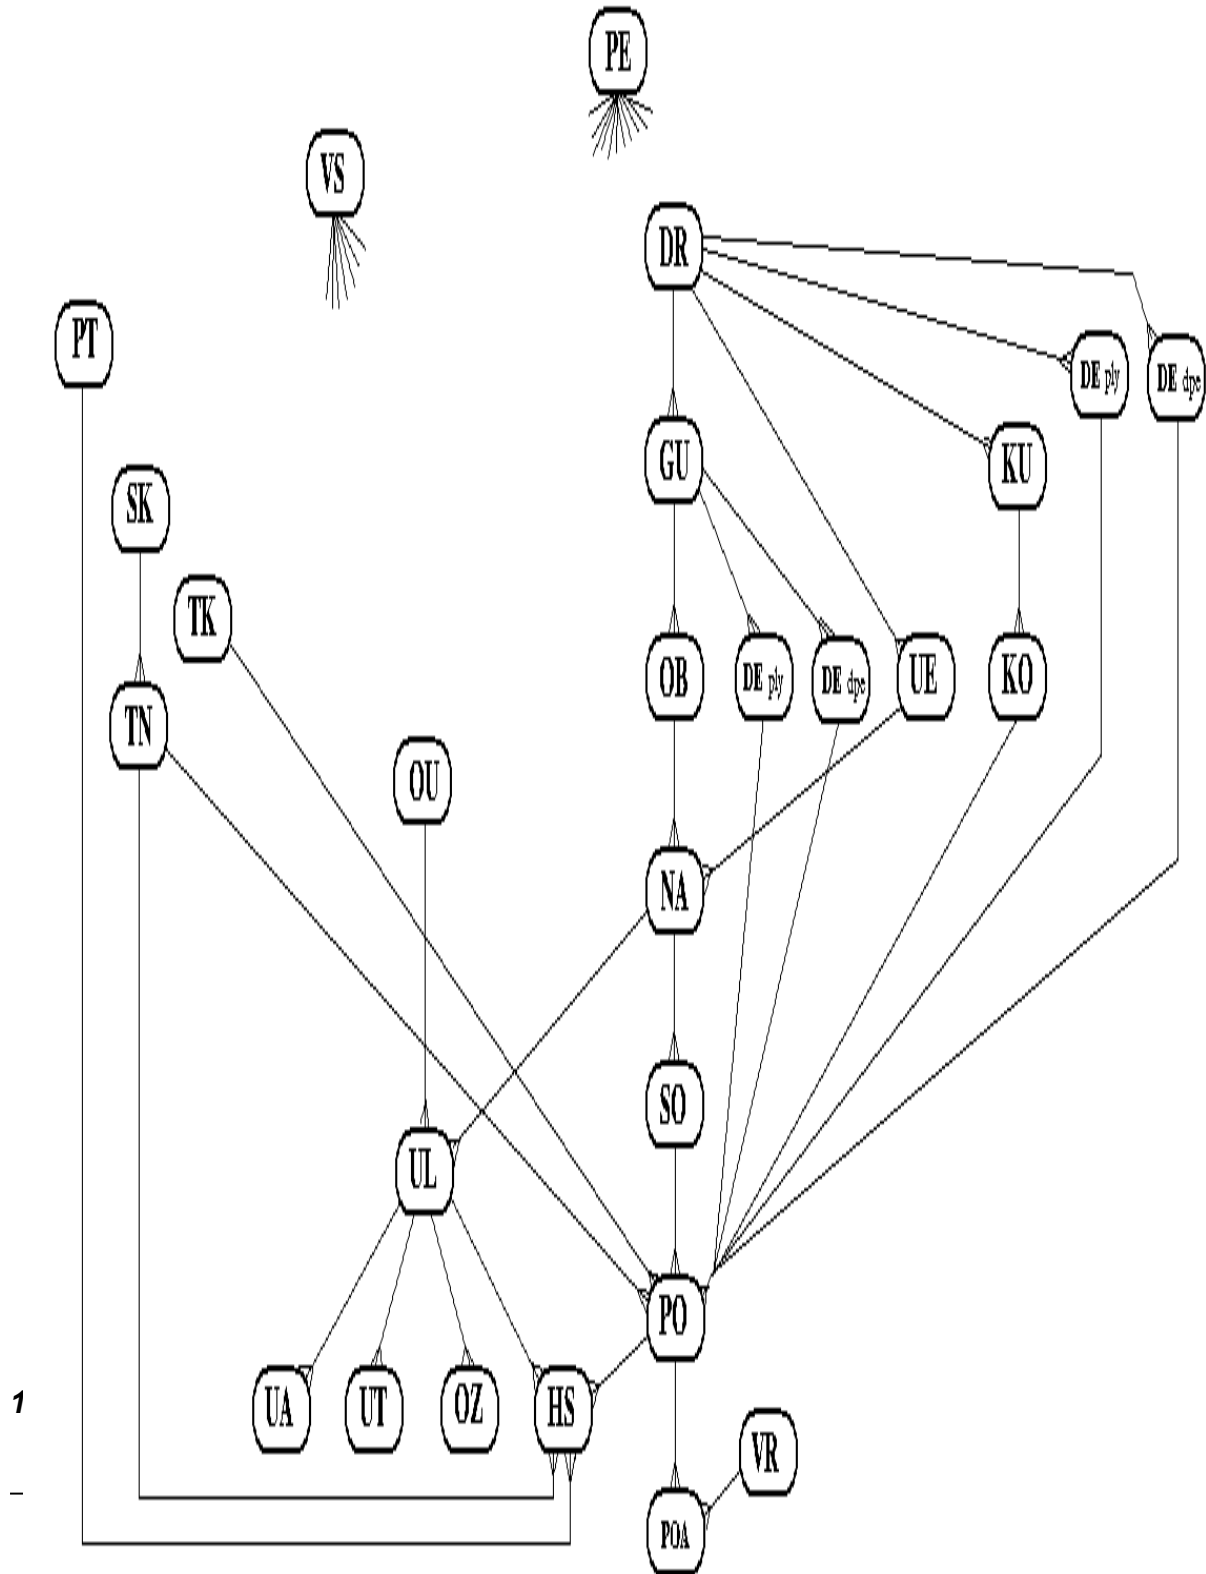 PE
VS
DR
PT
DE ply
DE dpe
GU
KU
SK
TK
OB
DE ply
DE dpe
UE
KO
TN
OU
NA
SO
UL
PO
UA
UT
OZ
HS
1
VR
POA
–